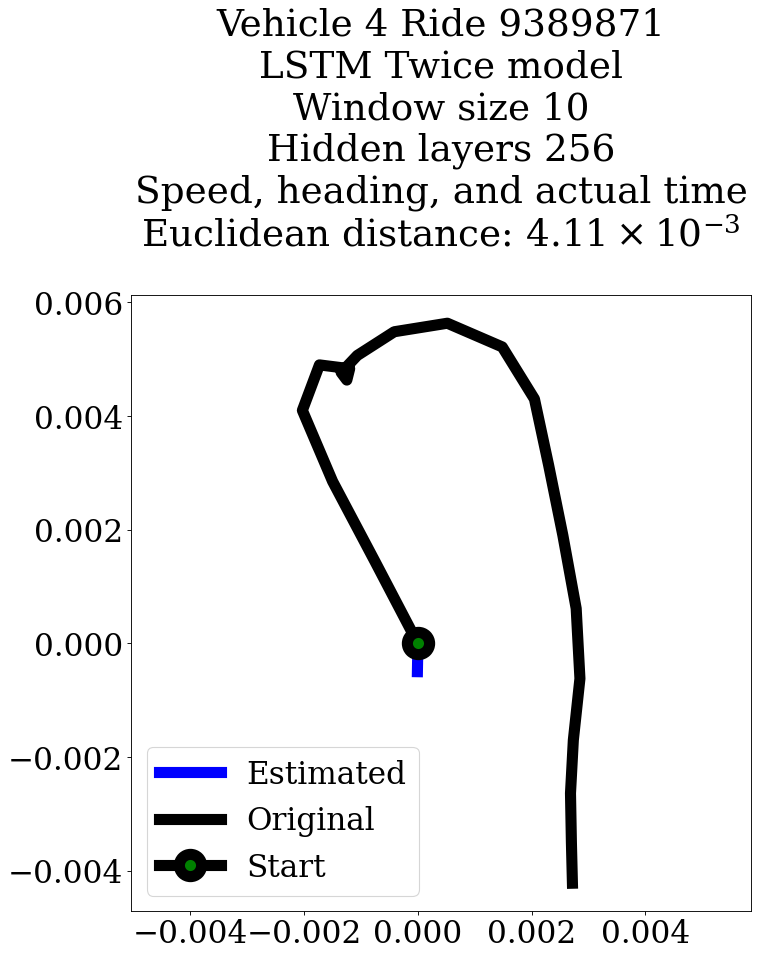 Vehicle 4 Ride 9389871
LSTM Twice model
Window size 10
Hidden layers 256
Speed, heading, and actual time
Euclidean distance: 4.11 × 10⁻³
0.006
0.004
0.002
0.000
−0.002
−0.004
Estimated
Original
Start
−0.004 −0.002 0.000 0.002 0.004